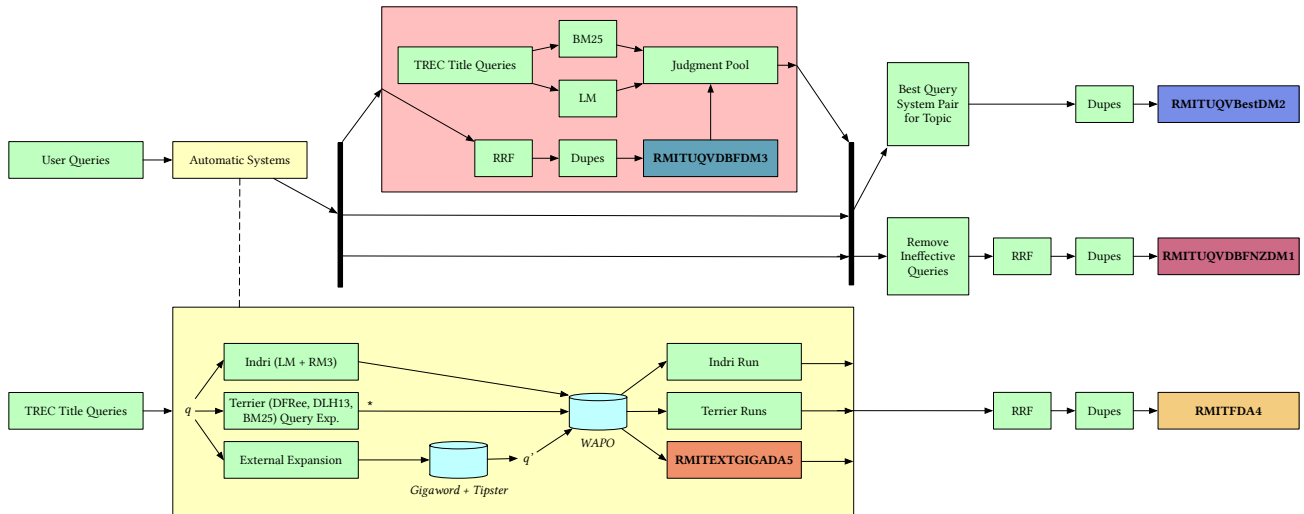 BM25
TREC Title Queries
Judgment Pool
LM
RRF
Dupes
RMITUQVDBFDM3
User Queries
Automatic Systems
Best Query
System Pair
for Topic
Dupes
RMITUQVBestDM2
Remove
Ineffective
Queries
RRF
Dupes
RMITUQVDBFNZDM1
TREC Title Queries
q
Indri (LM + RM3)
Terrier (DFRee, DLH13,
BM25) Query Exp.
*
External Expansion
Gigaword + Tipster
q'
WAPO
Indri Run
Terrier Runs
RMITEXTGIGADA5
RRF
Dupes
RMITFDA4